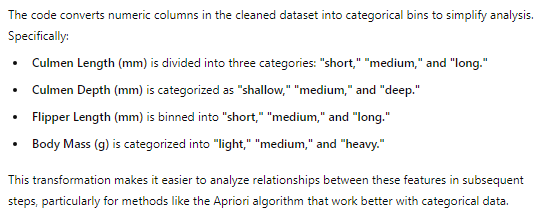 The code converts numeric columns in the cleaned dataset into categorical bins to simplify analysis.
Specifically:
• Culmen Length (mm) is divided into three categories: "short," "medium," and "long."
• Culmen Depth (mm) is categorized as "shallow," "medium," and "deep."
• Flipper Length (mm) is binned into "short," "medium," and "long."
• Body Mass (g) is categorized into "light," "medium," and "heavy."
This transformation makes it easier to analyze relationships between these features in subsequent
steps, particularly for methods like the Apriori algorithm that work better with categorical data.